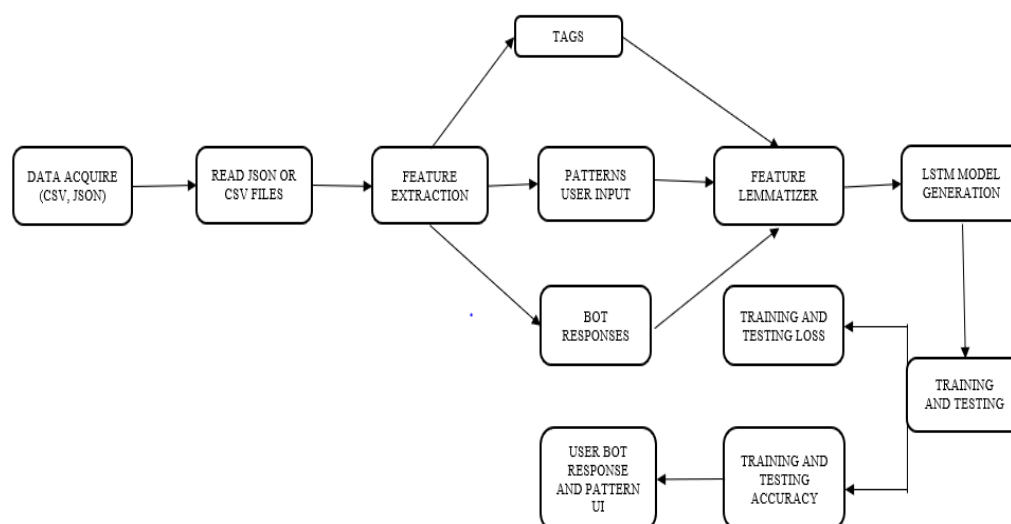 TAGS
DATA ACQUIRE
(CSV, JSON)
READ JSON OR
CSV FILES
FEATURE
EXTRACTION
PATTERNS
USER INPUT
FEATURE
LEMMATIZER
LSTM MODEL
GENERATION
BOT
RESPONSES
TRAINING AND
TESTING LOSS
TRAINING
AND TESTING
USER BOT
RESPONSE
AND PATTERN
UI
TRAINING AND
TESTING
ACCURACY